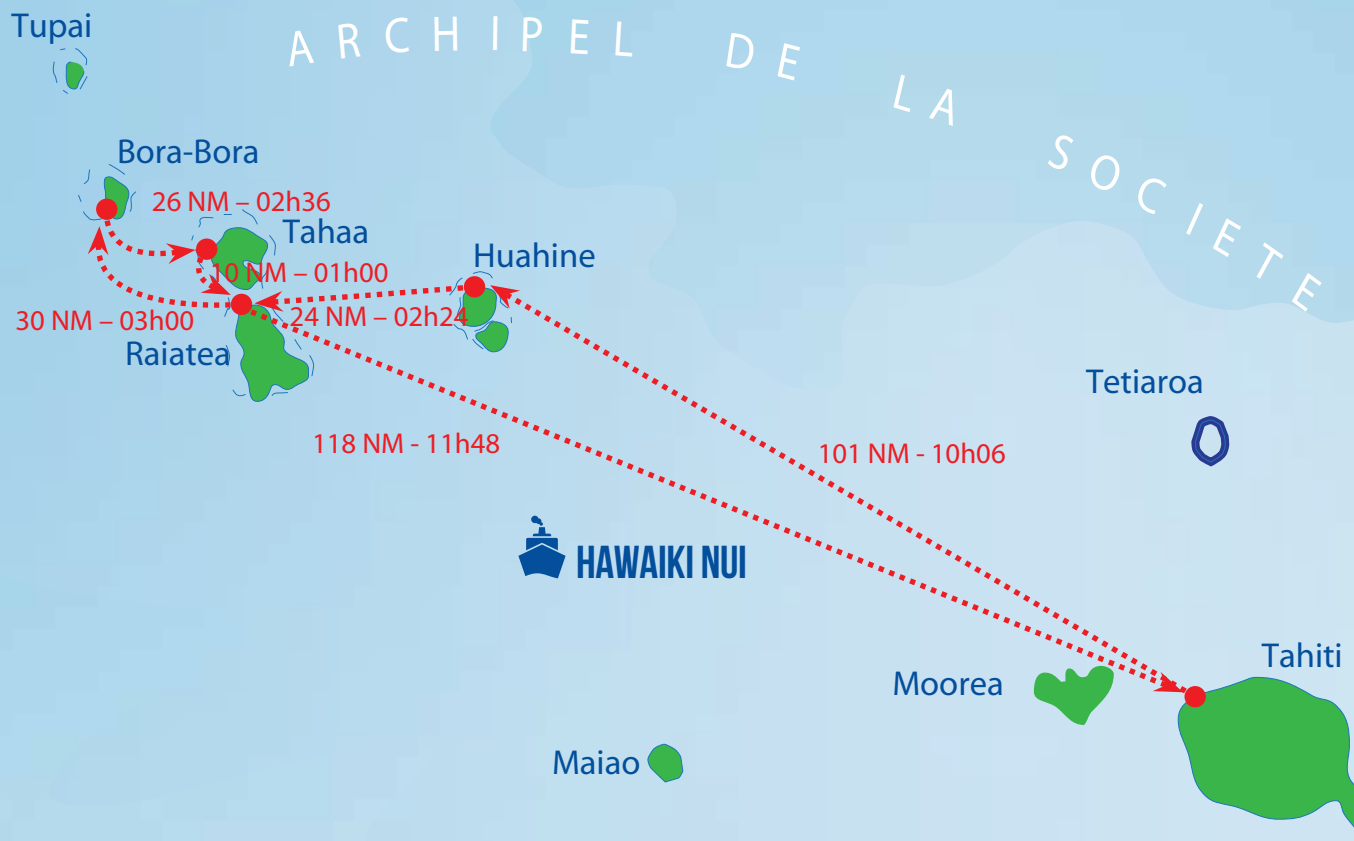 Tupai
ARCHIPEL DE LA SOCIETE
Bora-Bora
26 NM – 02h36
Tahaa
Huahine
10 NM – 01h00
30 NM – 03h00
24 NM – 02h24
Raiatea
Tetiaroa
118 NM - 11h48
101 NM - 10h06
HAWAIKI NUI
Tahiti
Moorea
Maiao